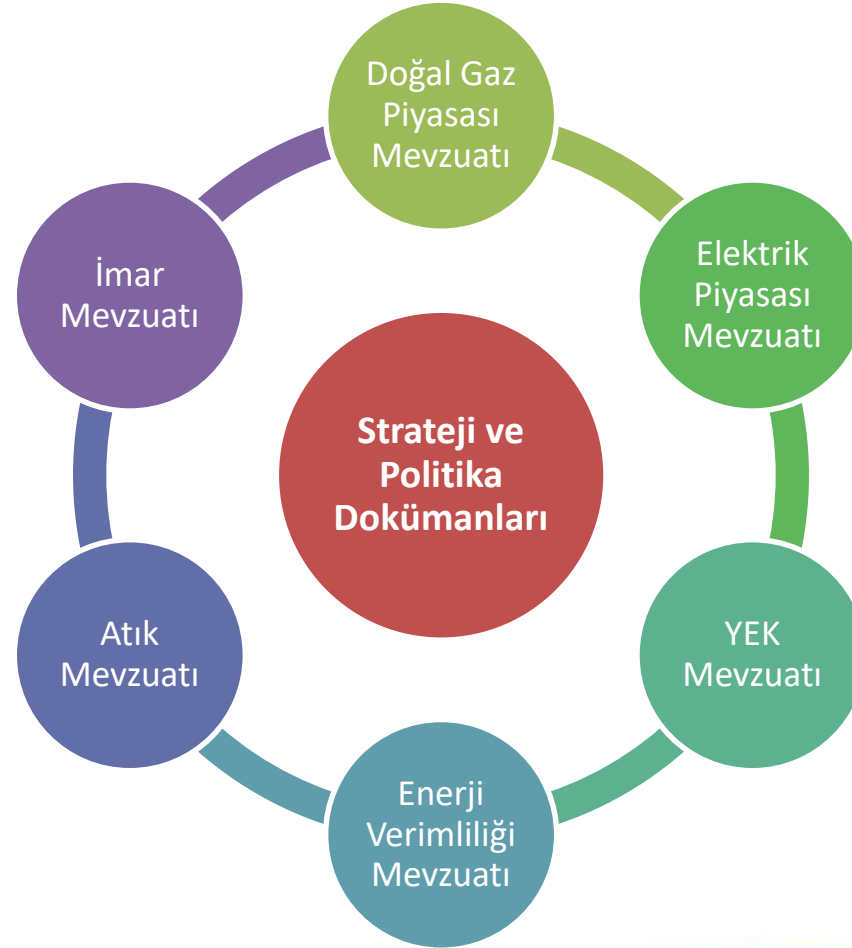 Doğal Gaz
Piyasası
Mevzuatı
Elektrik
Piyasası
Mevzuatı
YEK
Mevzuatı
Enerji
Verimliliği
Mevzuatı
Atık
Mevzuatı
İmar
Mevzuatı
Strateji ve
Politika
Dokümanları